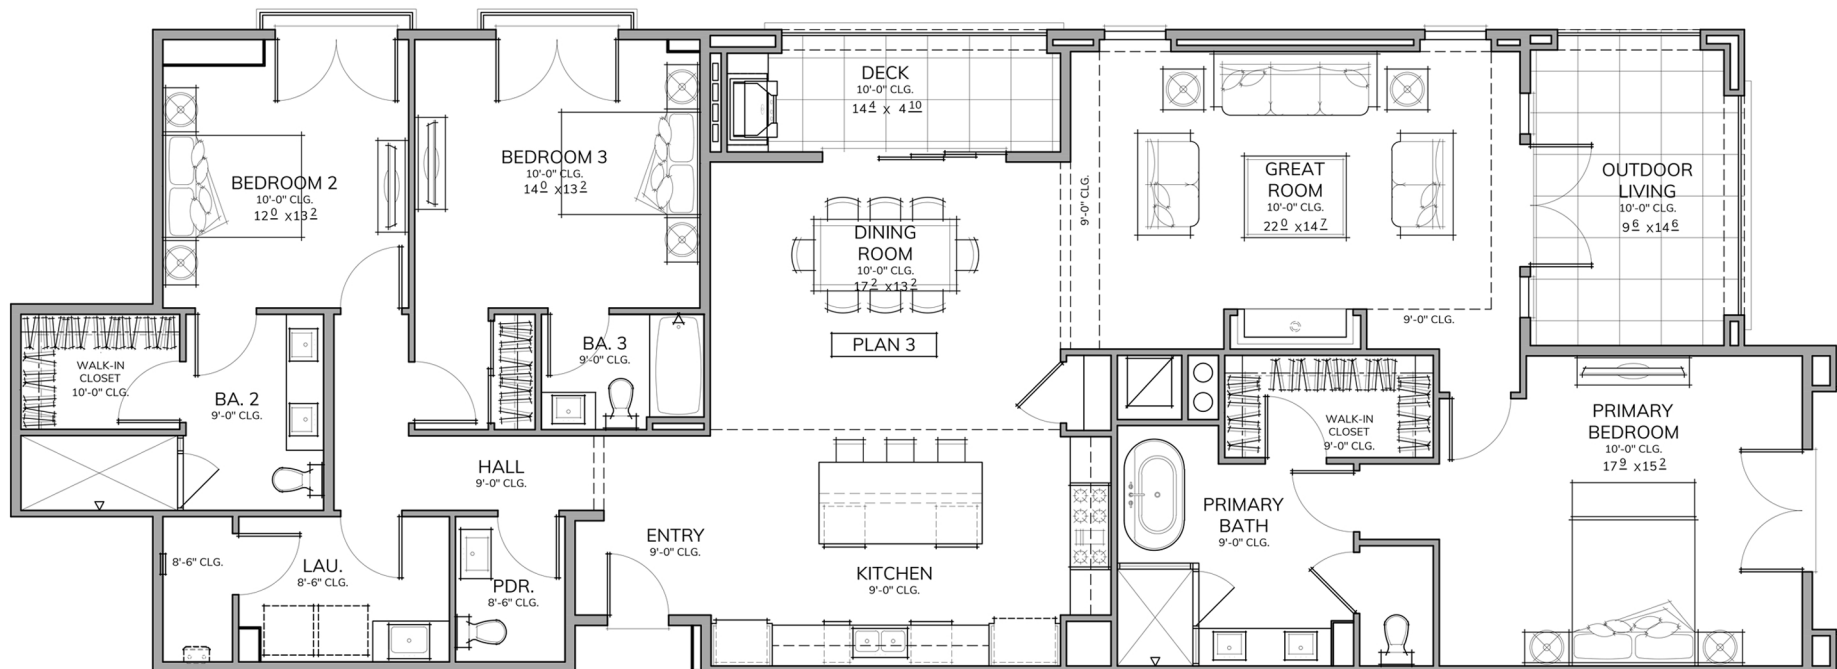 DECK
10'-0" CLG.
14 4 x 4 10
BEDROOM 3
10'-0" CLG.
14 0 x13 2
BEDROOM 2
10'-0" CLG.
12 0 x13 2
GREAT
ROOM
10'-0" CLG.
22 0 x14 7
OUTDOOR
LIVING
10'-0" CLG.
9 6 x14 6
9'-0" CLG.
DINING
ROOM
10'-0" CLG.
17 2 x13 2
9'-0" CLG.
PLAN 3
BA. 3
9'-0" CLG.
WALK-IN
CLOSET
10'-0" CLG.
BA. 2
9'-0" CLG.
WALK-IN
CLOSET
9'-0" CLG.
PRIMARY
BEDROOM
10'-0" CLG.
17 9 x15 2
HALL
9'-0" CLG.
PRIMARY
BATH
9'-0" CLG.
ENTRY
9'-0" CLG.
8'-6" CLG.
LAU.
8'-6" CLG.
PDR.
8'-6" CLG.
KITCHEN
9'-0" CLG.